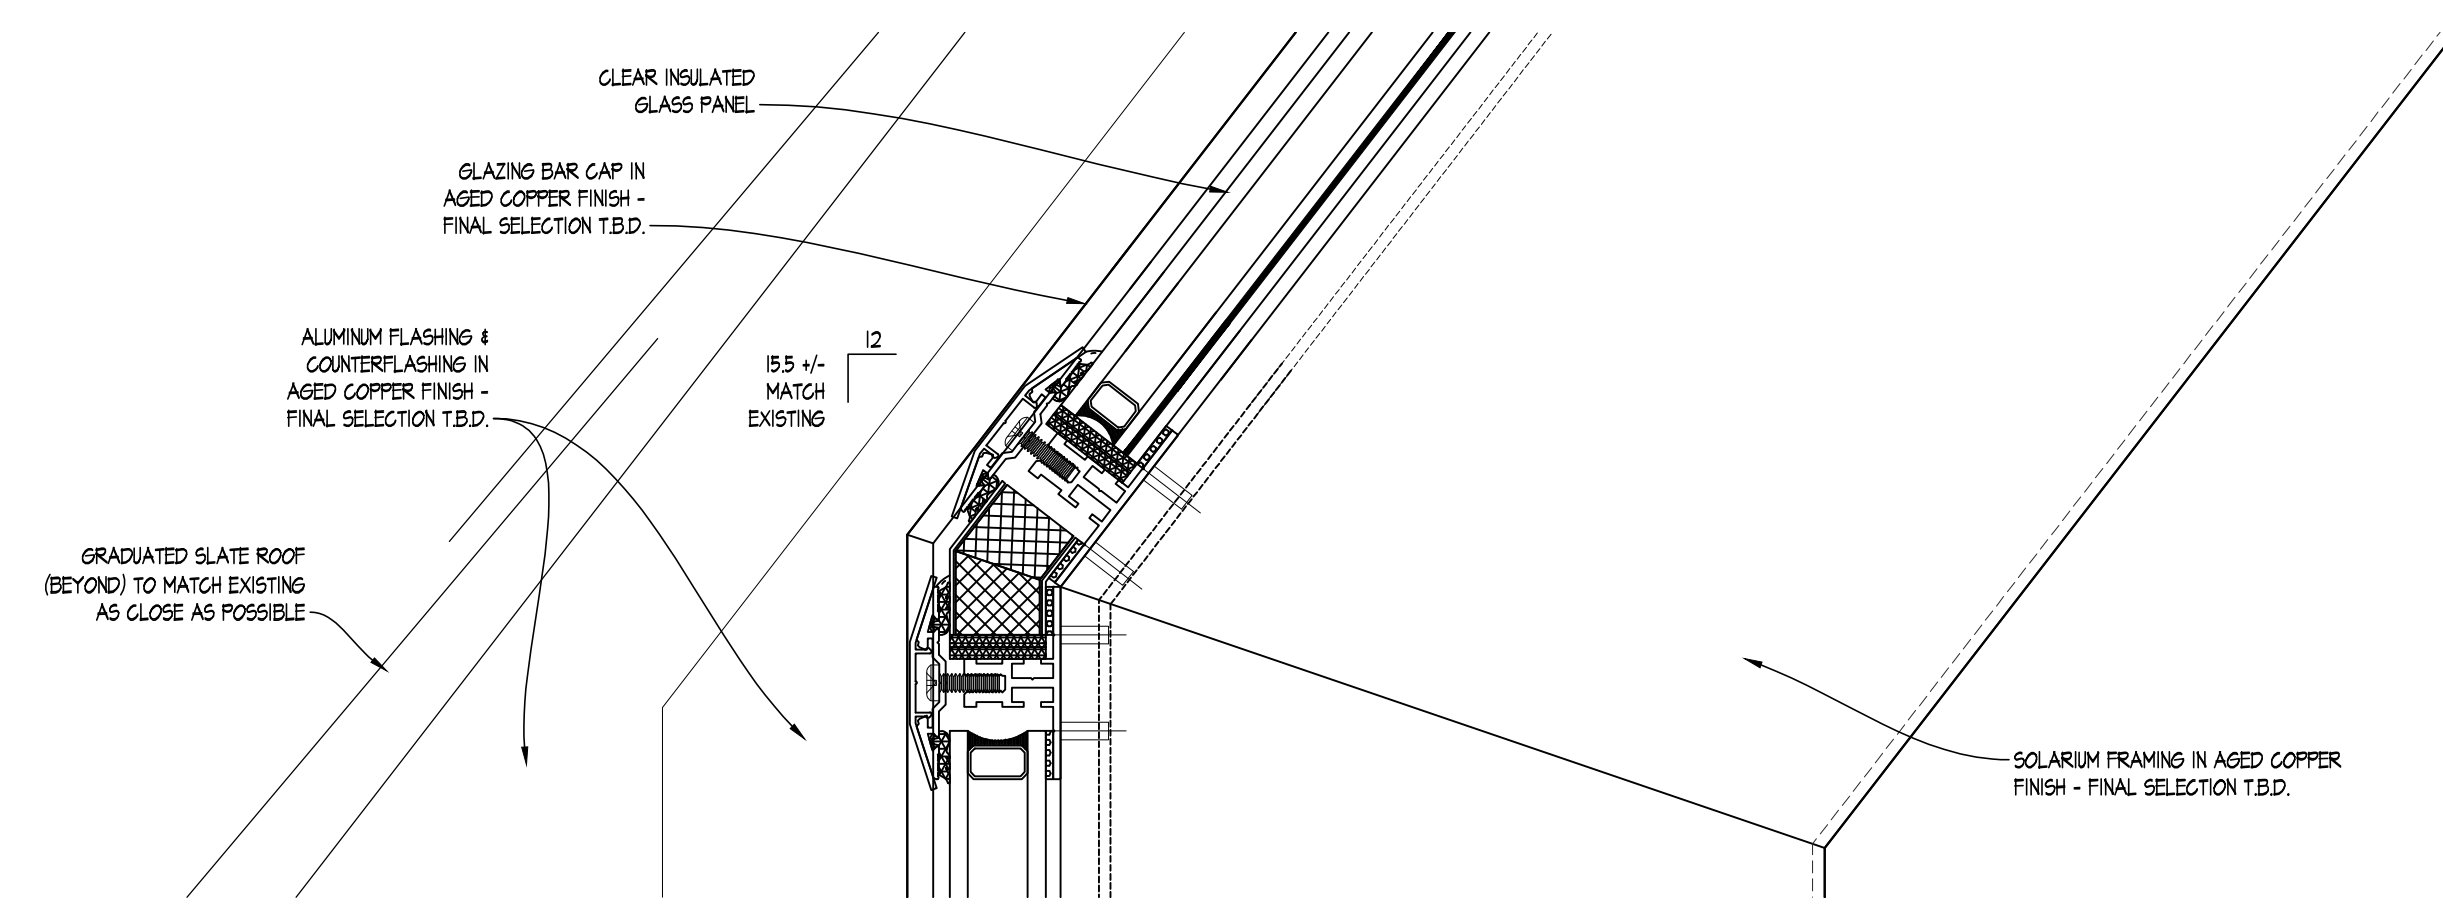 CLEAR INSULATED
GLASS PANEL
GLAZING BAR CAP IN
AGED COPPER FINISH -
FINAL SELECTION T.B.D.
ALUMINUM FLASHING &
COUNTERFLASHING IN
AGED COPPER FINISH -
FINAL SELECTION T.B.D.
12
15.5 +/-
MATCH
EXISTING
GRADUATED SLATE ROOF
(BEYOND) TO MATCH EXISTING
AS CLOSE AS POSSIBLE
SOLARIUM FRAMING IN AGED COPPER
FINISH - FINAL SELECTION T.B.D.